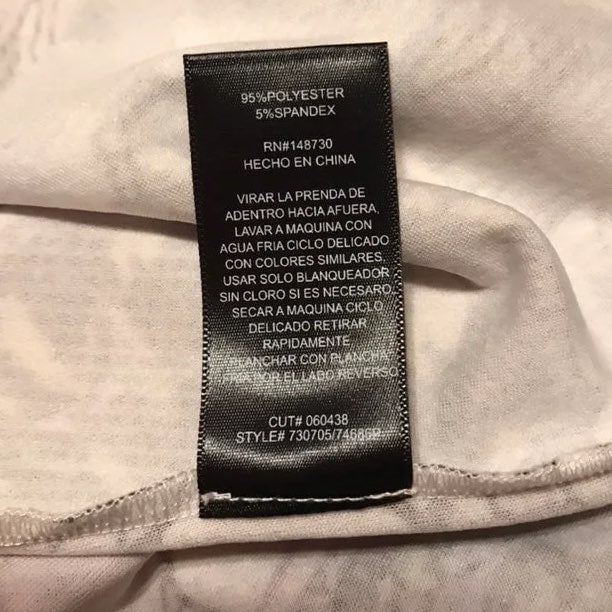 95%POLYESTER
5%SPANDEX
RN#148730
HECHO EN CHINA
VIRAR LA PRENDA DE
ADENTRO HACIA AFUERA,
LAVAR A MAQUINA CON
AGUA FRIA CICLO DELICADO
CON COLORES SIMILARES.
USAR SOLO BLANQUEADOR
SIN CLORO SI ES NECESARO.
SECAR A MAQUINA CICLO
DELICADO RETIRAR
RAPIDAMENTE
PLANCHAR CON PLANCHA
FRIA POR EL LADO REVERSO
CUT# 060438
STYLE#